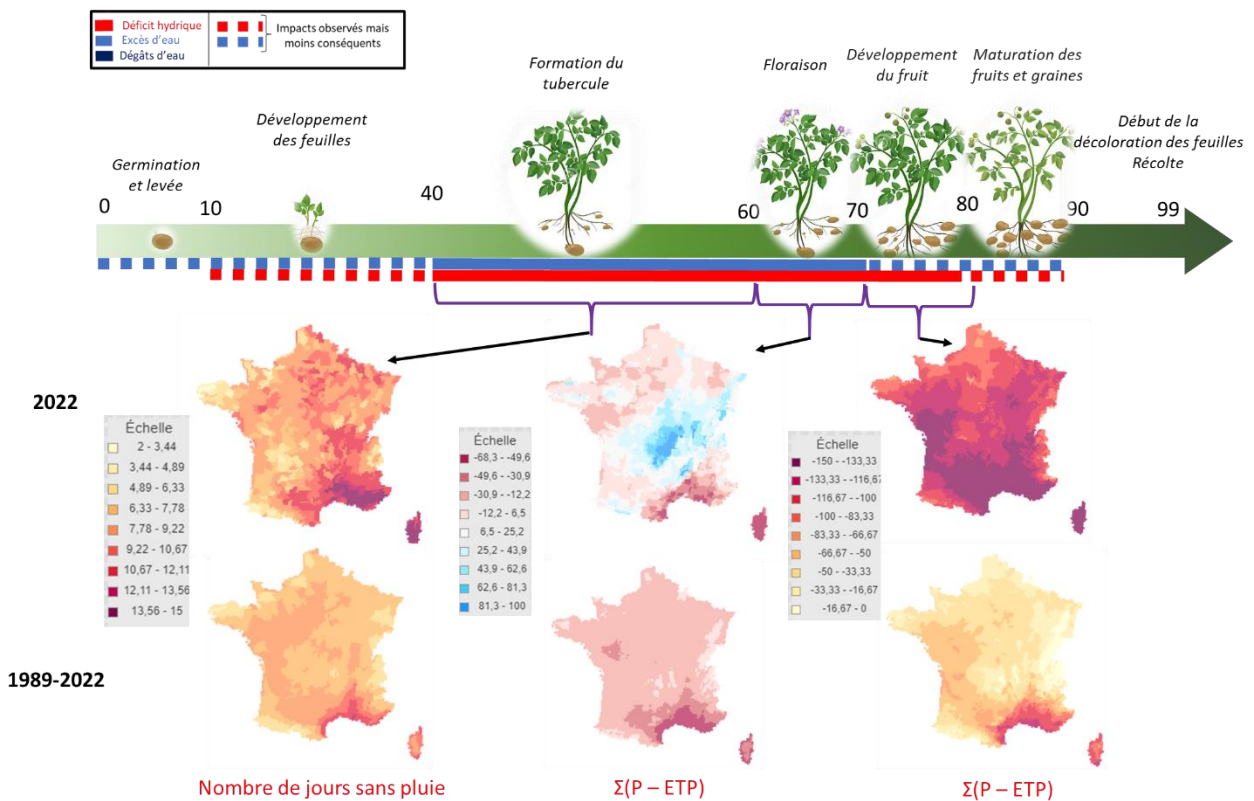 Déficit hydrique
Excès d'eau
Dégâts d'eau
Impacts observés mais
moins conséquents
Germination
et levée
Développement
des feuilles
Formation du
tubercule
Floraison
Développement
du fruit
Maturation des
fruits et graines
Début de la
décoloration des feuilles
Récolte
0
10
40
60
70
80
90
99
2022
Échelle
2 - 3,44
3,44 - 4,89
4,89 - 6,33
6,33 - 7,78
7,78 - 9,22
9,22 - 10,67
10,67 - 12,11
12,11 - 13,56
13,56 - 15
Échelle
-68,3 - -49,6
-49,6 - -30,9
-30,9 - -12,2
-12,2 - 6,5
6,5 - 25,2
25,2 - 43,9
43,9 - 62,6
62,6 - 81,3
81,3 - 100
Échelle
-150 - -133,33
-133,33 - -116,67
-116,67 - -100
-100 - -83,33
-83,33 - -66,67
-66,67 - -50
-50 - -33,33
-33,33 - -16,67
-16,67 - 0
1989-2022
Nombre de jours sans pluie
Σ(P – ETP)
Σ(P – ETP)